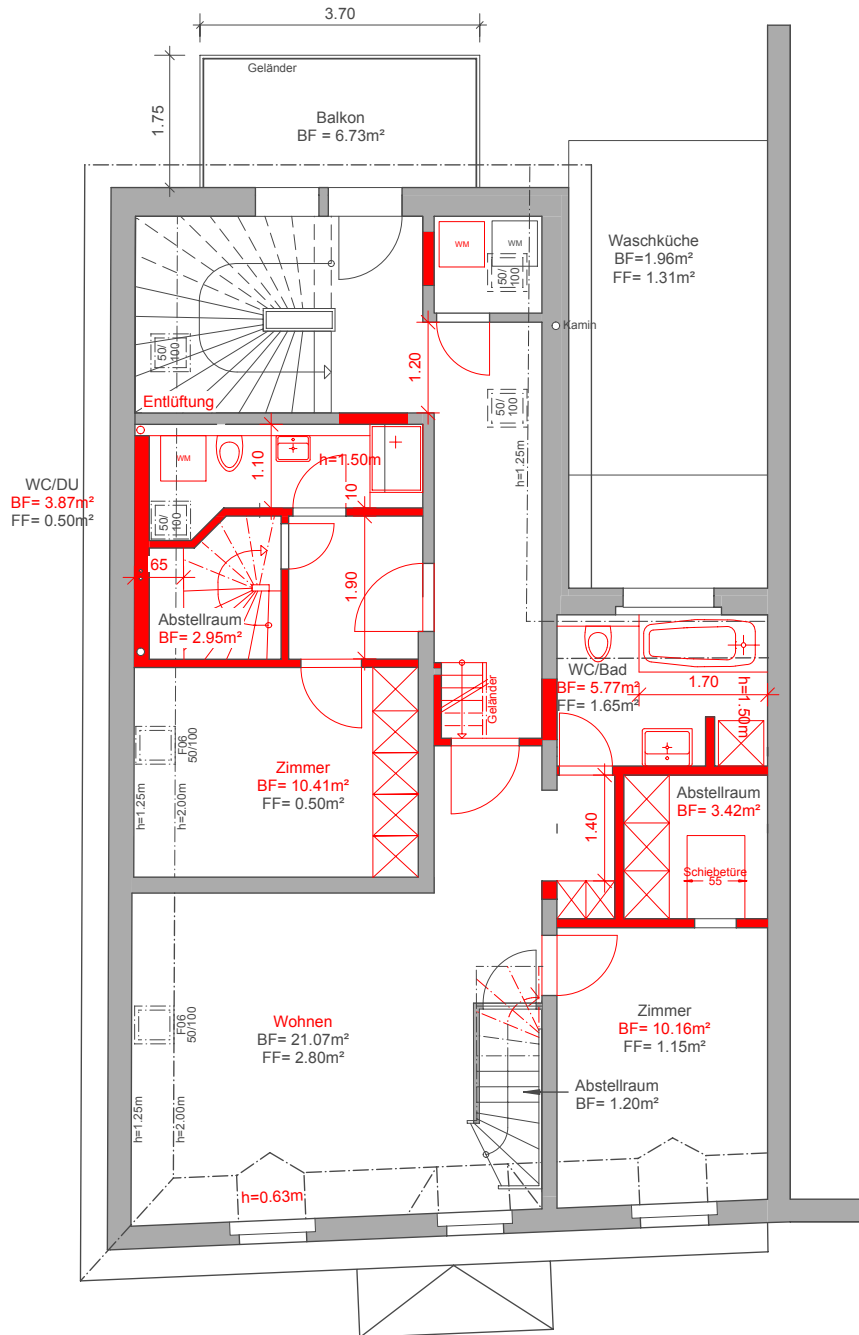 3.70
Geländer
1.75
Balkon
BF = 6.73m²
WM
WM
50/
100
Waschküche
BF=1.96m²
FF= 1.31m²
Kamin
50/
100
1.20
50/
100
Entlüftung
h=1.25m
WM
1.10
h=1.50m
10
WC/DU
BF= 3.87m²
FF= 0.50m²
50/
100
65
1.90
Abstellraum
BF= 2.95m²
WC/Bad
BF= 5.77m²
FF= 1.65m²
1.70
h=1.50m
Geländer
F06
50/100
Zimmer
BF= 10.41m²
FF= 0.50m²
h=1.25m
h=2.00m
Abstellraum
BF= 3.42m²
1.40
Schiebetüre
55
F06
50/100
Wohnen
BF= 21.07m²
FF= 2.80m²
Zimmer
BF= 10.16m²
FF= 1.15m²
Abstellraum
BF= 1.20m²
h=1.25m
h=2.00m
h=0.63m